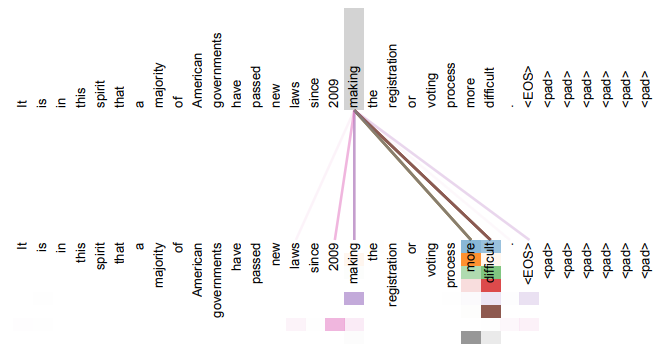 It is in this spirit that a majority of American governments have passed new laws since 2009 making the registration or voting process more difficult . <EOS> <pad> <pad> <pad> <pad> <pad> <pad>
It is in this spirit that a majority of American governments have passed new laws since 2009 making the registration or voting process more difficult . <EOS> <pad> <pad> <pad> <pad> <pad> <pad>